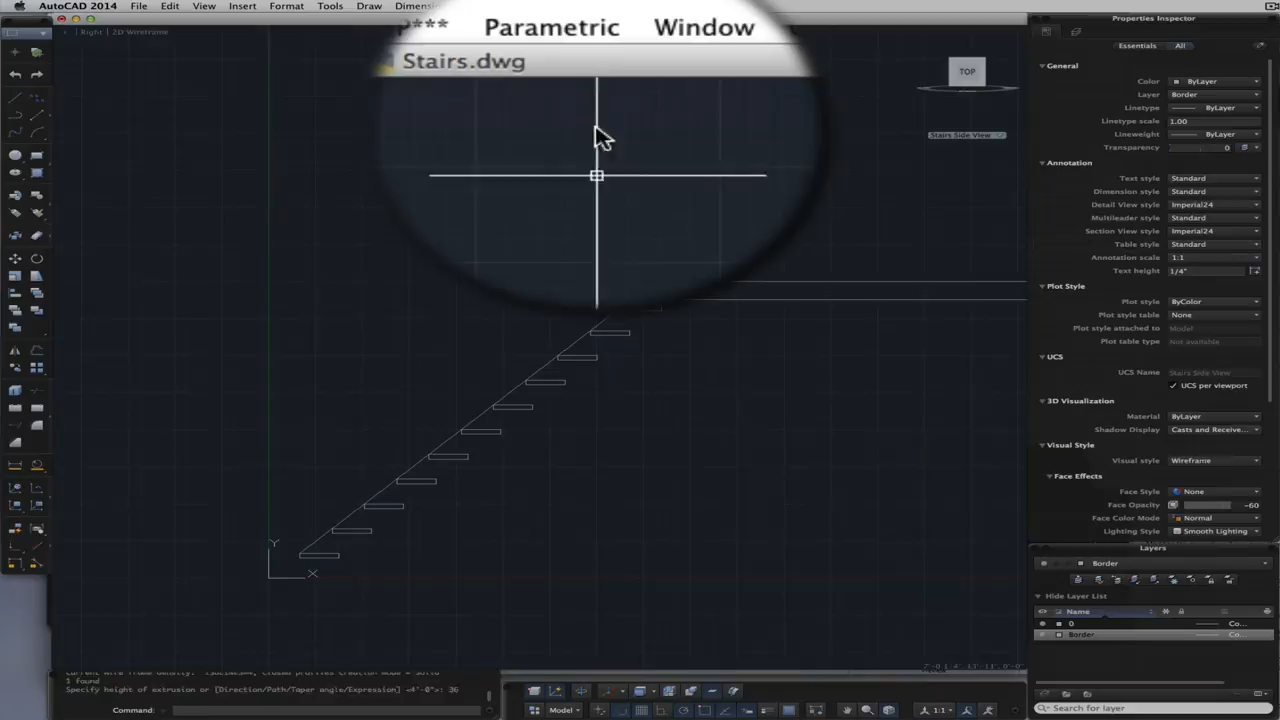 AutoCAD 2014 File Edit View Insert Format Tools Draw Dimension
P*** Parametric Window
Stairs.dwg
Right | 2D Wireframe
TOP
Stairs Side View
Properties Inspector
Essentials All
General
Color ByLayer
Layer Border
Linetype ByLayer
Linetype scale 1.00
Lineweight ByLayer
Transparency 0
Annotation
Text style Standard
Dimension style Standard
Detail View style Imperial24
Multileader style Standard
Section View style Imperial24
Table style Standard
Annotation scale 1:1
Text height 1/4"
Plot Style
Plot style ByColor
Plot style table None
Plot style attached to Model
Plot table type Not available
UCS
UCS Name Stairs Side View
UCS per viewport
3D Visualization
Material ByLayer
Shadow Display Casts and Receive...
Visual Style
Visual style Wireframe
Face Effects
Face Style None
Face Opacity -60
Face Color Mode Normal
Lighting Style Smooth Lighting
Y
X
Layers
Border
Hide Layer List
Name
0 Co...
Border Co...
Search for layer
1 found
Specify height of extrusion or [Direction/Path/Taper angle/Expression] <4'-0">: 36
Command:
Model
1:1